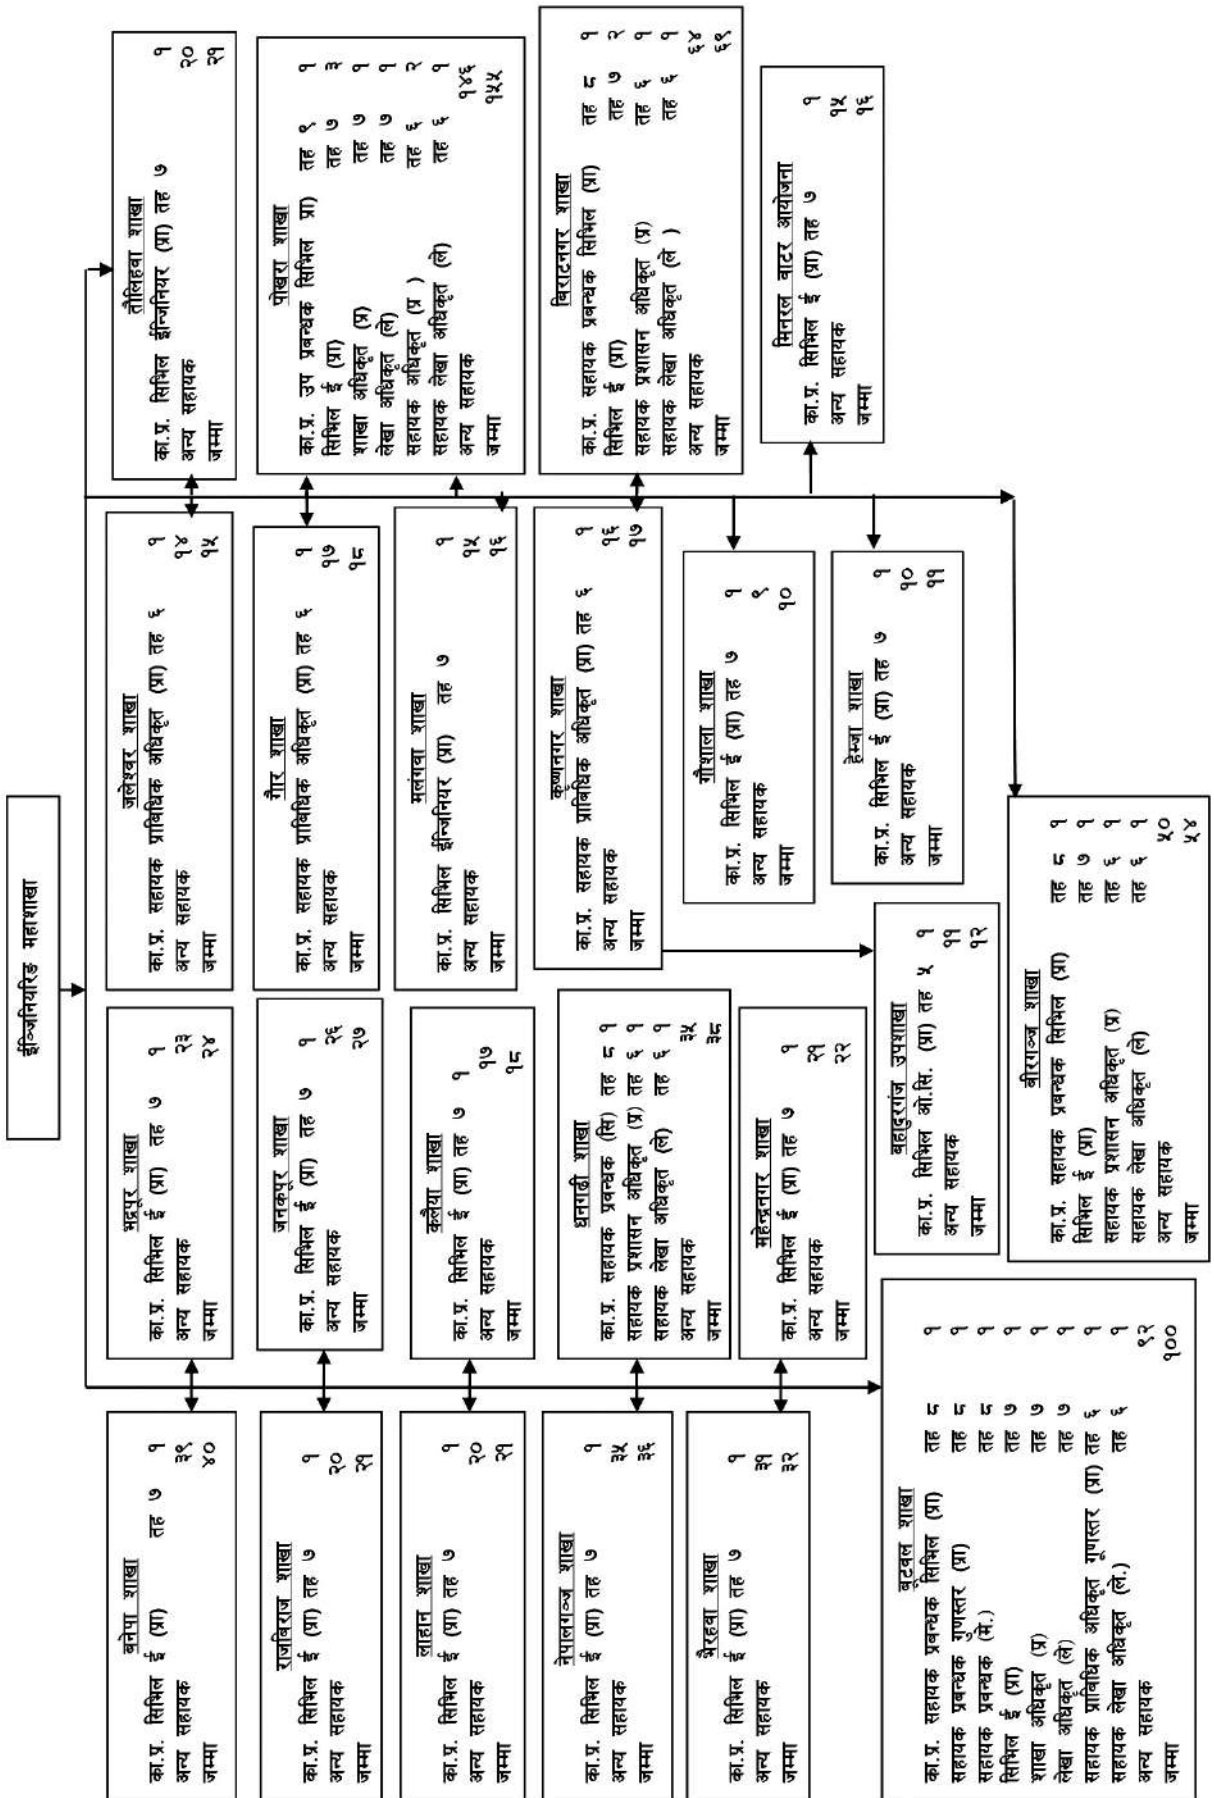 ईञ्जिनियरिङ महाशाखा
बनेपा शाखा
का.प्र. सिभिल ई (प्रा) तह ७ १
अन्य सहायक ३९
जम्मा ४०
भद्रपूर शाखा
का.प्र. सिभिल ई (प्रा) तह ७ १
अन्य सहायक २३
जम्मा २४
जलेश्वर शाखा
का.प्र. सहायक प्राबिधिक अधिकृत (प्रा) तह ६ १
अन्य सहायक १४
जम्मा १५
तौलिहवा शाखा
का.प्र. सिभिल ईन्जिनियर (प्रा) तह ७ १
अन्य सहायक २०
जम्मा २१
राजबिराज शाखा
का.प्र. सिभिल ई (प्रा) तह ७ १
अन्य सहायक २०
जम्मा २१
जनकपूर शाखा
का.प्र. सिभिल ई (प्रा) तह ७ १
अन्य सहायक २६
जम्मा २७
गौर शाखा
का.प्र. सहायक प्राबिधिक अधिकृत (प्रा) तह ६ १
अन्य सहायक १७
जम्मा १८
पोखरा शाखा
का.प्र. उप प्रबन्धक सिभिल प्रा) तह ९ १
सिभिल ई (प्रा) तह ७ ३
शाखा अधिकृत (प्र) तह ७ १
लेखा अधिकृत (ले) तह ७ १
सहायक अधिकृत (प्र ) तह ६ २
सहायक लेखा अधिकृत (ले) तह ६ १
अन्य सहायक १४६
जम्मा १५५
लाहान शाखा
का.प्र. सिभिल ई (प्रा) तह ७ १
अन्य सहायक २०
जम्मा २१
कलैया शाखा
का.प्र. सिभिल ई (प्रा) तह ७ १
अन्य सहायक १७
जम्मा १८
मलंगवा शाखा
का.प्र. सिभिल ईन्जिनियर (प्रा) तह ७ १
अन्य सहायक १५
जम्मा १६
नेपालगञ्ज शाखा
का.प्र. सिभिल ई (प्रा) तह ७ १
अन्य सहायक ३५
जम्मा ३६
धनगढी शाखा
का.प्र. सहायक प्रबन्धक (सि) तह ८ १
सहायक प्रशासन अधिकृत (प्र) तह ६ १
सहायक लेखा अधिकृत (ले) तह ६ १
अन्य सहायक ३५
जम्मा ३८
कृष्णनगर शाखा
का.प्र. सहायक प्राबिधिक अधिकृत (प्रा) तह ६ १
अन्य सहायक १६
जम्मा १७
बिराटनगर शाखा
का.प्र. सहायक प्रबन्धक सिभिल (प्रा) तह ८ १
सिभिल ई (प्रा) तह ७ २
सहायक प्रशासन अधिकृत (प्र) तह ६ १
सहायक लेखा अधिकृत (ले ) तह ६ १
अन्य सहायक ६४
जम्मा ६९
भैरहवा शाखा
का.प्र. सिभिल ई (प्रा) तह ७ १
अन्य सहायक ३१
जम्मा ३२
महेन्द्रनगर शाखा
का.प्र. सिभिल ई (प्रा) तह ७ १
अन्य सहायक २१
जम्मा २२
गौशाला शाखा
का.प्र. सिभिल ई (प्रा) तह ७ १
अन्य सहायक ९
जम्मा १०
मिनरल वाटर आयोजना
का.प्र. सिभिल ई (प्रा) तह ७ १
अन्य सहायक १५
जम्मा १६
हेम्जा शाखा
का.प्र. सिभिल ई (प्रा) तह ७ १
अन्य सहायक १०
जम्मा ११
बहादुरगंज उपशाखा
का.प्र. सिभिल ओ.सि. (प्रा) तह ५ १
अन्य सहायक ११
जम्मा १२
बुटवल शाखा
का.प्र. सहायक प्रबन्धक सिभिल (प्रा) तह ८ १
सहायक प्रबन्धक गुणस्तर (प्रा) तह ८ १
सहायक प्रबन्धक (मे.) तह ८ १
सिभिल ई (प्रा) तह ७ १
शाखा अधिकृत (प्र) तह ७ १
लेखा अधिकृत (ले) तह ७ १
सहायक प्राबिधिक अधिकृत गूणस्तर (प्रा) तह ६ १
सहायक लेखा अधिकृत (ले.) तह ६ १
अन्य सहायक ९२
जम्मा १००
बीरगञ्ज शाखा
का.प्र. सहायक प्रबन्धक सिभिल (प्रा) तह ८ १
सिभिल ई (प्रा) तह ७ १
सहायक प्रशासन अधिकृत (प्र) तह ६ १
सहायक लेखा अधिकृत (ले) तह ६ १
अन्य सहायक ५०
जम्मा ५४